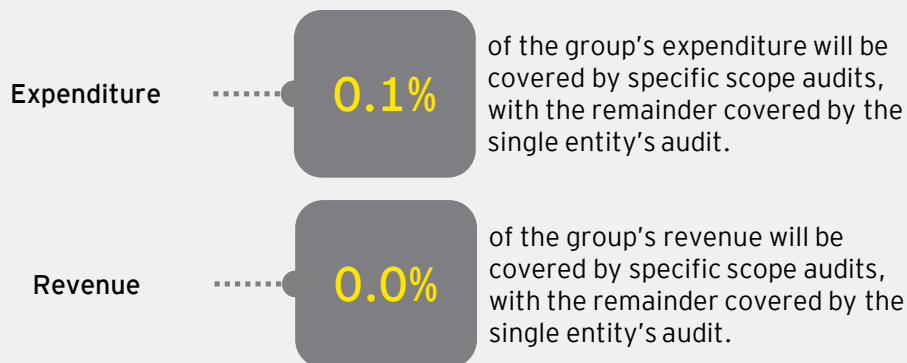 Expenditure
0.1%
of the group's expenditure will be
covered by specific scope audits,
with the remainder covered by the
single entity's audit.
Revenue
0.0%
of the group's revenue will be
covered by specific scope audits,
with the remainder covered by the
single entity's audit.